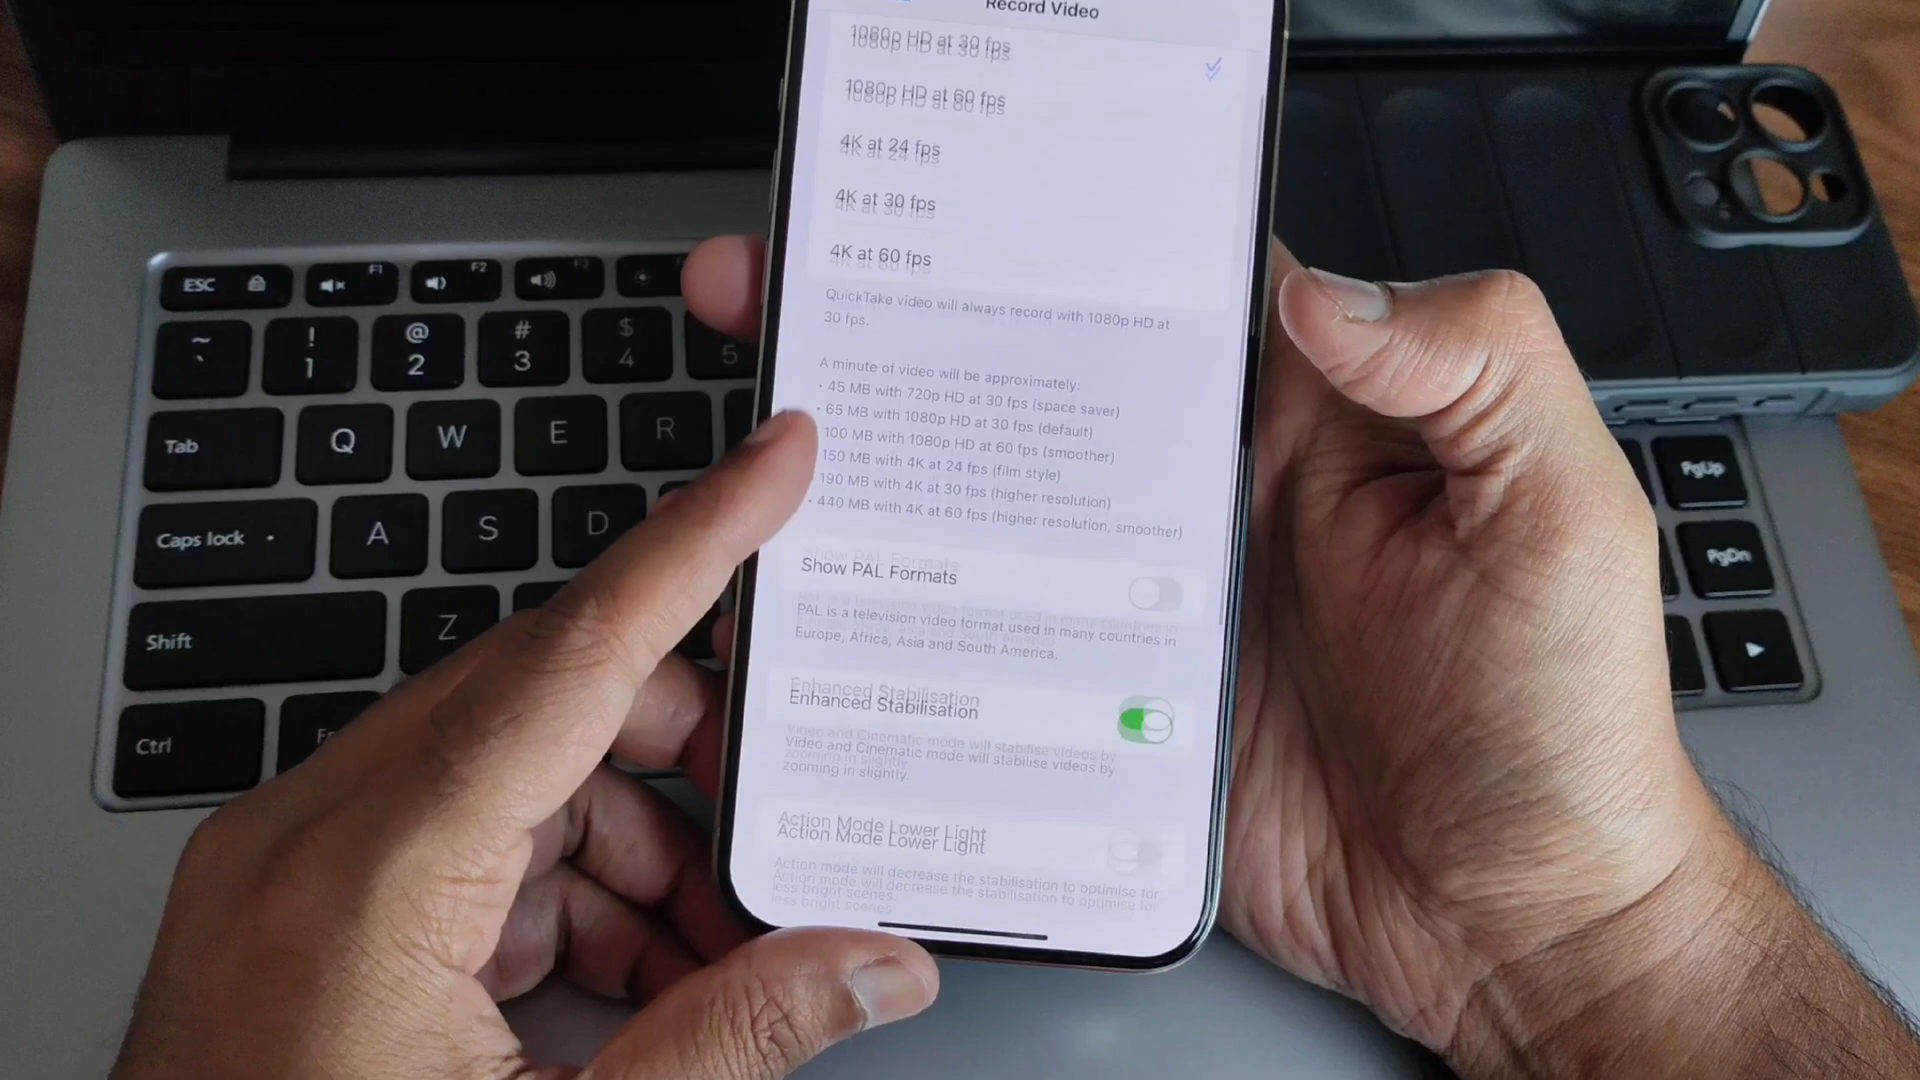 Record Video
1080p HD at 30 fps
1080p HD at 60 fps
4K at 24 fps
4K at 30 fps
4K at 60 fps
QuickTake video will always record with 1080p HD at
30 fps.
A minute of video will be approximately:
• 45 MB with 720p HD at 30 fps (space saver)
• 65 MB with 1080p HD at 30 fps (default)
100 MB with 1080p HD at 60 fps (smoother)
150 MB with 4K at 24 fps (film style)
190 MB with 4K at 30 fps (higher resolution)
• 440 MB with 4K at 60 fps (higher resolution, smoother)
Show PAL Formats
PAL is a television video format used in many countries in
Europe, Africa, Asia and South America.
Enhanced Stabilisation
Video and Cinematic mode will stabilise videos by
zooming in slightly.
Action Mode Lower Light
Action mode will decrease the stabilisation to optimise for
less bright scenes.
ESC F1 F2 F3
~ ! @ # $
` 1 2 3 4 5
Tab Q W E R
Caps lock A S D
Shift Z
Ctrl
PgUp
PgDn